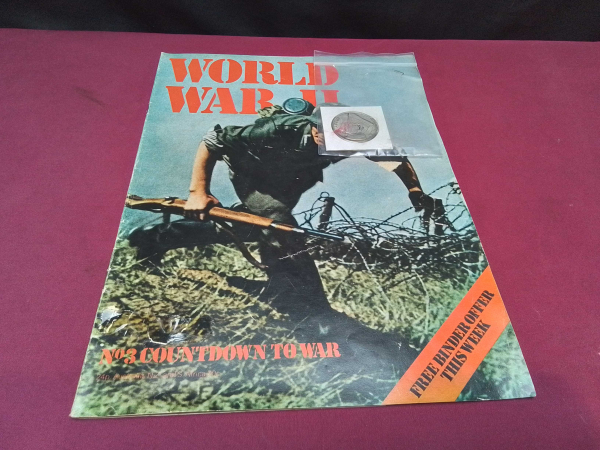 WORLD
WAR II
No3 COUNTDOWN TO WAR
FREE BINDER OFFER
THIS WEEK